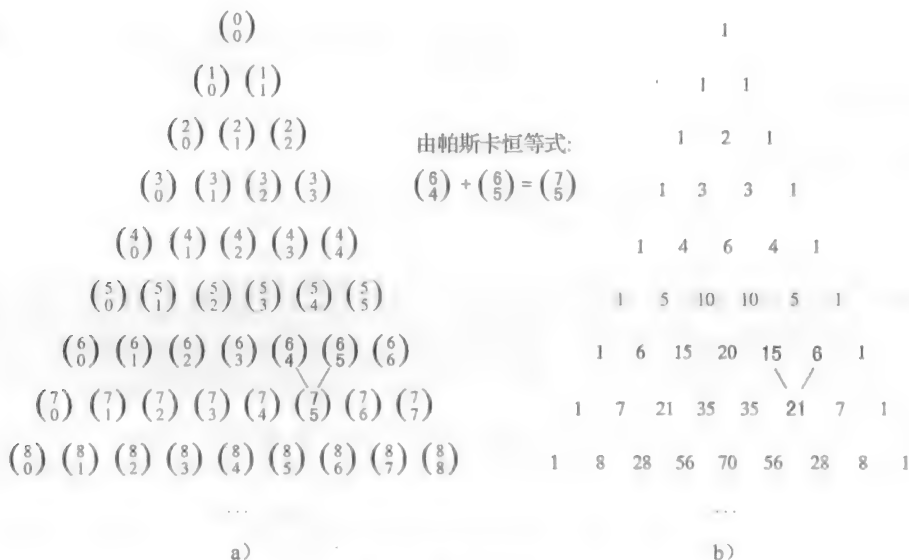 (0 0)
(1 0) (1 1)
(2 0) (2 1) (2 2)
(3 0) (3 1) (3 2) (3 3)
(4 0) (4 1) (4 2) (4 3) (4 4)
(5 0) (5 1) (5 2) (5 3) (5 4) (5 5)
(6 0) (6 1) (6 2) (6 3) (6 4) (6 5) (6 6)
(7 0) (7 1) (7 2) (7 3) (7 4) (7 5) (7 6) (7 7)
(8 0) (8 1) (8 2) (8 3) (8 4) (8 5) (8 6) (8 7) (8 8)
...
a)
由帕斯卡恒等式:
(6 4) + (6 5) = (7 5)
1
1 1
1 2 1
1 3 3 1
1 4 6 4 1
1 5 10 10 5 1
1 6 15 20 15 6 1
1 7 21 35 35 21 7 1
1 8 28 56 70 56 28 8 1
...
b)